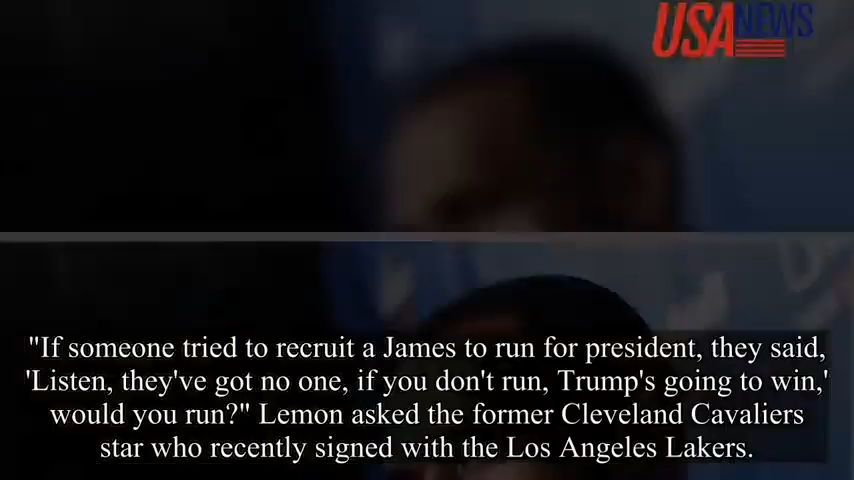 USANEWS
"If someone tried to recruit a James to run for president, they said,
'Listen, they've got no one, if you don't run, Trump's going to win,'
would you run?" Lemon asked the former Cleveland Cavaliers
star who recently signed with the Los Angeles Lakers.